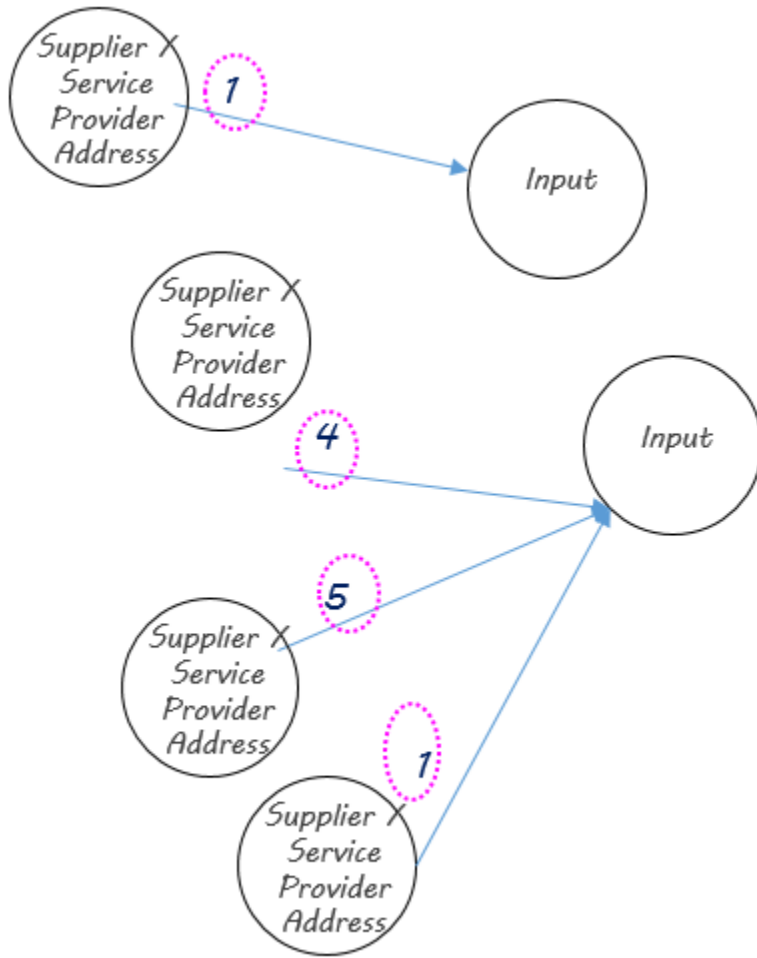 Supplier /
Service
Provider
Address
1
Input
Supplier /
Service
Provider
Address
4
Input
5
Supplier /
Service
Provider
Address
1
Supplier /
Service
Provider
Address